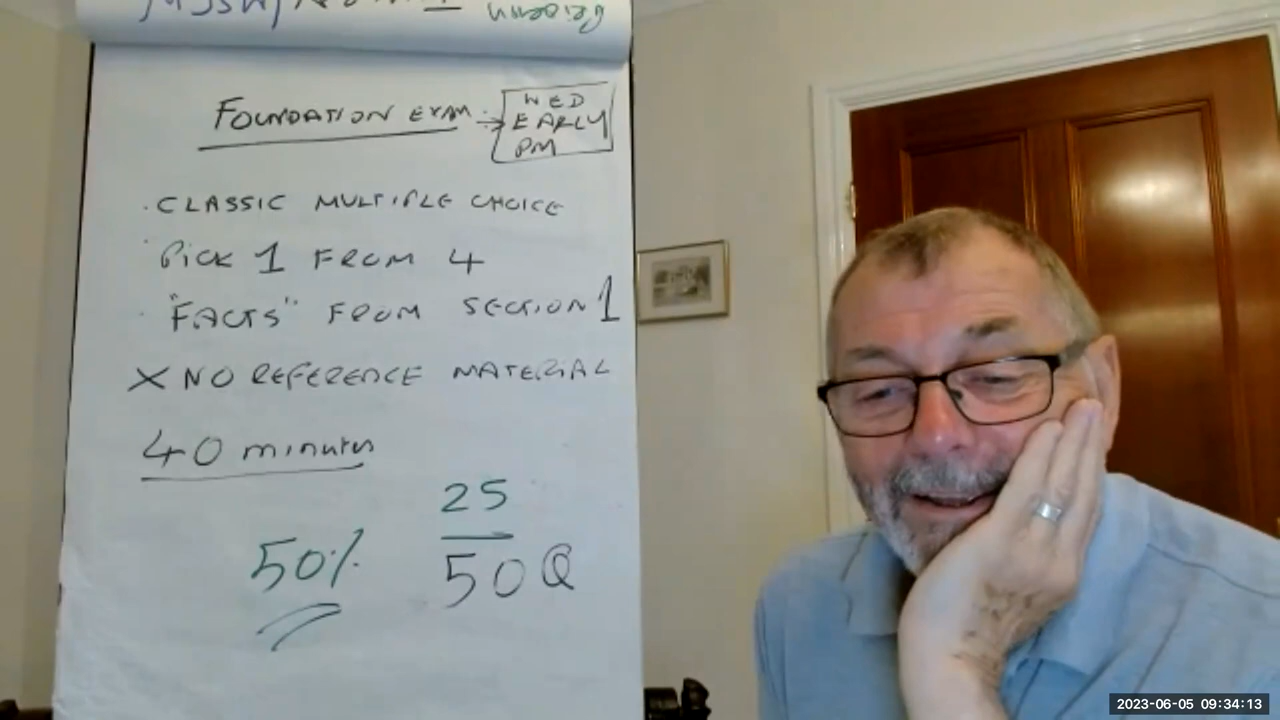 FOUNDATION EXAM →
WED
EARLY
PM
· CLASSIC MULTIPLE CHOICE
· PICK 1 FROM 4
· "FACTS" FROM SECTION 1
X NO REFERENCE MATERIAL
40 minutes
50%
25
50Q
2023-06-05 09:34:13